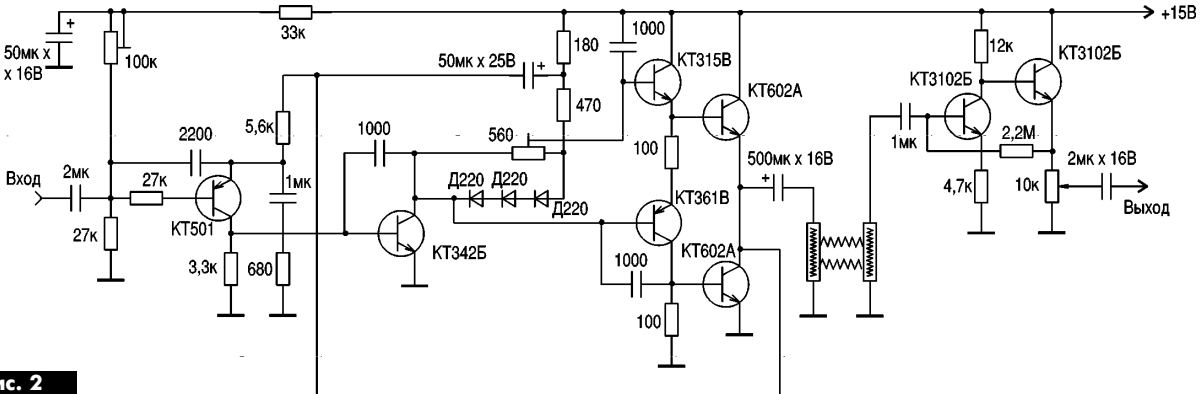 +15В
33к
50мк х
х 16В
100к
180
1000
КТ315В
12к
КТ3102Б
50мк x 25В
КТ602А
КТ3102Б
470
5,6к
2200
1000
560
100
1мк
2,2М
500мк x 16В
2мк x 16В
Вход
2мк
27к
1мк
Д220
Д220
Д220
КТ361В
4,7к
10к
Выход
27к
КТ501
КТ342Б
КТ602А
3,3к
680
1000
100
ис. 2